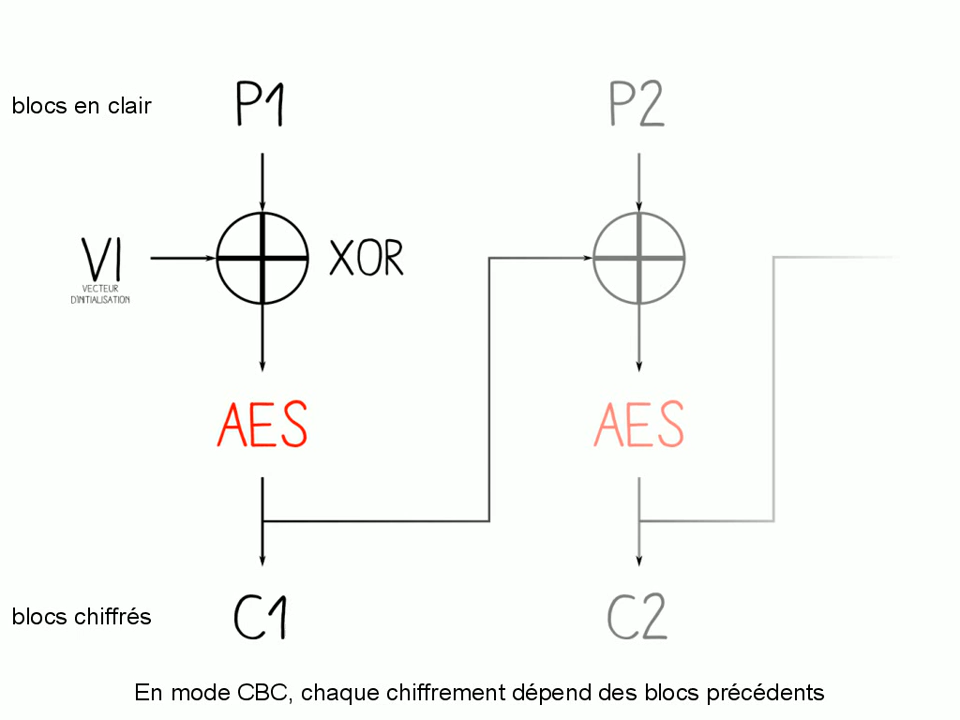 blocs en clair P1 P2
VI XOR
VECTEUR
D'INITIALISATION
AES AES
blocs chiffrés C1 C2
En mode CBC, chaque chiffrement dépend des blocs précédents